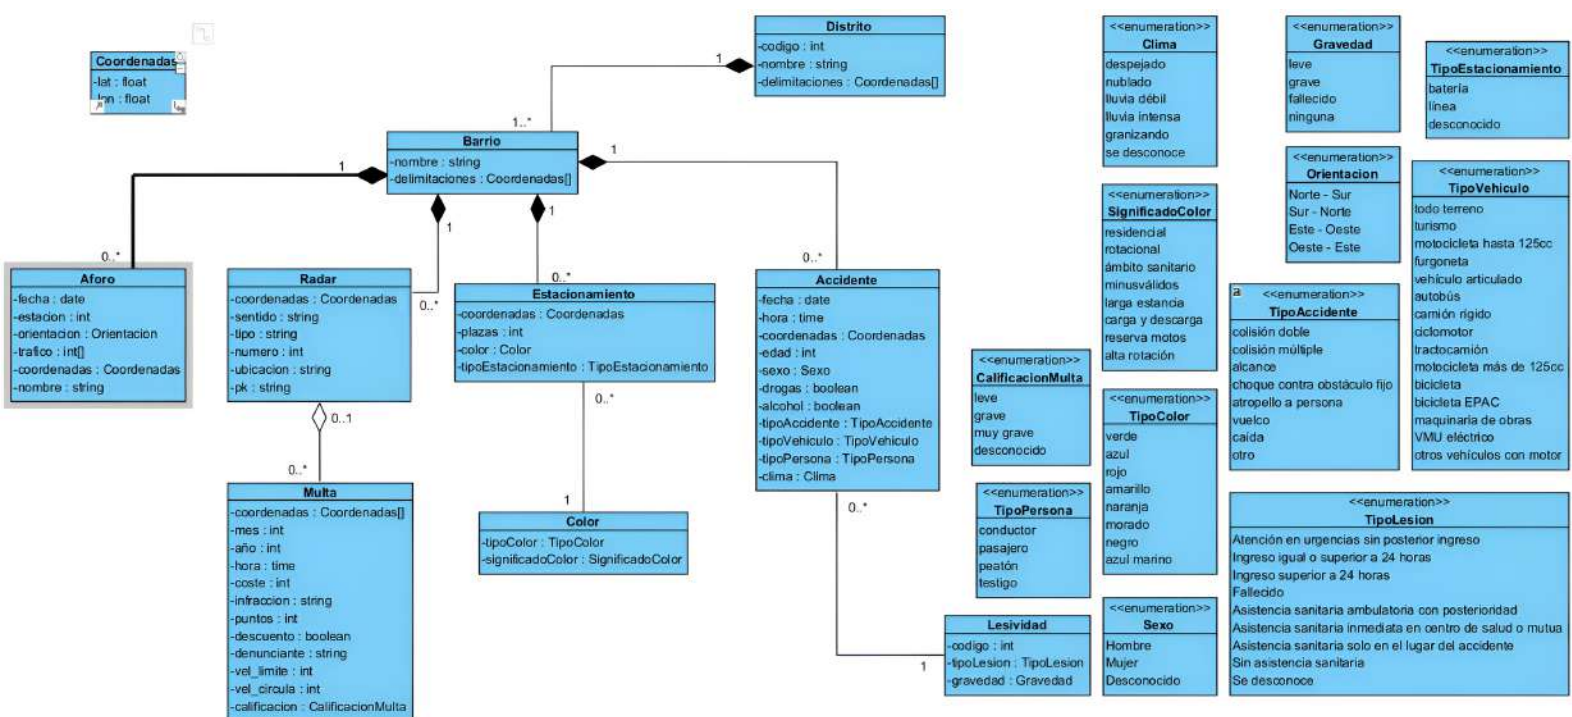 Coordenadas
-lat : float
-lon : float
Distrito
-codigo : int
-nombre : string
-delimitaciones : Coordenadas[]
1
1..*
Barrio
-nombre : string
-delimitaciones : Coordenadas[]
1
1
1
1
0..*
0..*
0..*
0..*
Aforo
-fecha : date
-estacion : int
-orientacion : Orientacion
-trafico : int[]
-coordenadas : Coordenadas
-nombre : string
Radar
-coordenadas : Coordenadas
-sentido : string
-tipo : string
-numero : int
-ubicacion : string
-pk : string
0..1
0..*
Multa
-coordenadas : Coordenadas[]
-mes : int
-año : int
-hora : time
-coste : int
-infraccion : string
-puntos : int
-descuento : boolean
-denunciante : string
-vel_limite : int
-vel_circula : int
-calificacion : CalificacionMulta
Estacionamiento
-coordenadas : Coordenadas
-plazas : int
-color : Color
-tipoEstacionamiento : TipoEstacionamiento
0..*
1
Color
-tipoColor : TipoColor
-significadoColor : SignificadoColor
Accidente
-fecha : date
-hora : time
-coordenadas : Coordenadas
-edad : int
-sexo : Sexo
-drogas : boolean
-alcohol : boolean
-tipoAccidente : TipoAccidente
-tipoVehiculo : TipoVehiculo
-tipoPersona : TipoPersona
-clima : Clima
0..*
1
Lesividad
-codigo : int
-tipoLesion : TipoLesion
-gravedad : Gravedad
<<enumeration>>
CalificacionMulta
leve
grave
muy grave
desconocido
<<enumeration>>
TipoPersona
conductor
pasajero
peatón
testigo
<<enumeration>>
Clima
despejado
nublado
lluvia débil
lluvia intensa
granizando
se desconoce
<<enumeration>>
SignificadoColor
residencial
rotacional
ámbito sanitario
minusválidos
larga estancia
carga y descarga
reserva motos
alta rotación
<<enumeration>>
TipoColor
verde
azul
rojo
amarillo
naranja
morado
negro
azul marino
<<enumeration>>
Sexo
Hombre
Mujer
Desconocido
<<enumeration>>
Gravedad
leve
grave
fallecido
ninguna
<<enumeration>>
Orientacion
Norte - Sur
Sur - Norte
Este - Oeste
Oeste - Este
<<enumeration>>
TipoEstacionamiento
batería
línea
desconocido
a
<<enumeration>>
TipoAccidente
colisión doble
colisión múltiple
alcance
choque contra obstáculo fijo
atropello a persona
vuelco
caída
otro
<<enumeration>>
TipoVehiculo
todo terreno
turismo
motocicleta hasta 125cc
furgoneta
vehículo articulado
autobús
camión rígido
ciclomotor
tractocamión
motocicleta más de 125cc
bicicleta
bicicleta EPAC
maquinaria de obras
VMU eléctrico
otros vehículos con motor
<<enumeration>>
TipoLesion
Atención en urgencias sin posterior ingreso
Ingreso igual o superior a 24 horas
Ingreso superior a 24 horas
Fallecido
Asistencia sanitaria ambulatoria con posterioridad
Asistencia sanitaria inmediata en centro de salud o mutua
Asistencia sanitaria solo en el lugar del accidente
Sin asistencia sanitaria
Se desconoce